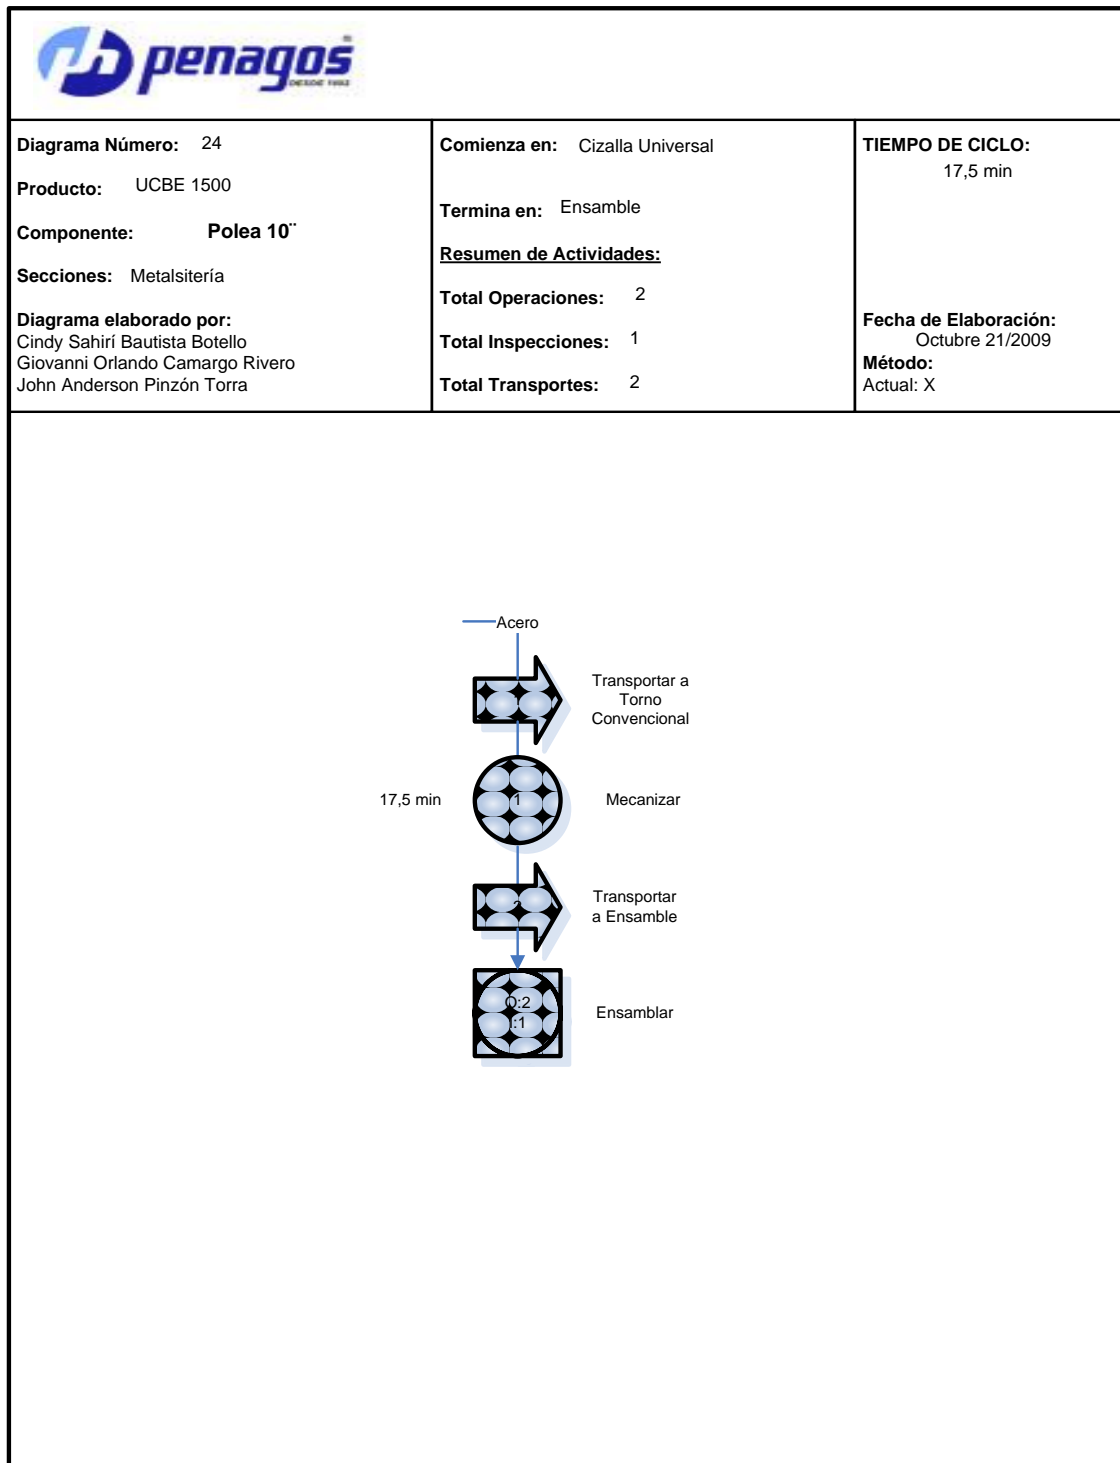 penagos
DESDE 1892
Diagrama Número: 24
Producto: UCBE 1500
Componente: Polea 10¨
Secciones: Metalsitería
Diagrama elaborado por:
Cindy Sahirí Bautista Botello
Giovanni Orlando Camargo Rivero
John Anderson Pinzón Torra
Comienza en: Cizalla Universal
Termina en: Ensamble
Resumen de Actividades:
Total Operaciones: 2
Total Inspecciones: 1
Total Transportes: 2
TIEMPO DE CICLO:
17,5 min
Fecha de Elaboración:
Octubre 21/2009
Método:
Actual: X
Acero
Transportar a
Torno
Convencional
17,5 min
1
Mecanizar
2
Transportar
a Ensamble
O:2
I:1
Ensamblar